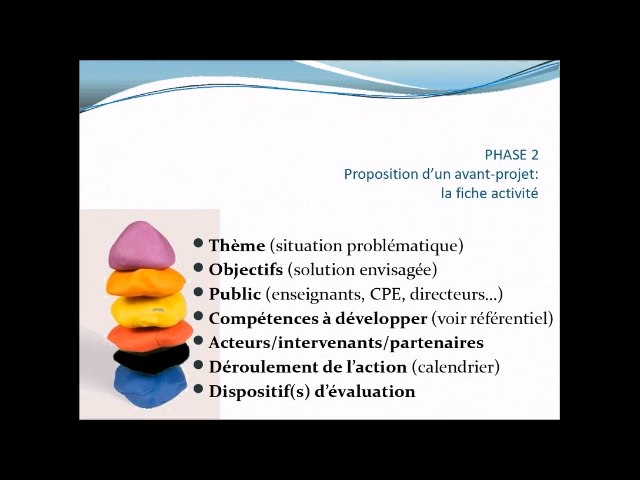 PHASE 2
Proposition d’un avant-projet:
la fiche activité
• Thème (situation problématique)
• Objectifs (solution envisagée)
• Public (enseignants, CPE, directeurs…)
• Compétences à développer (voir référentiel)
• Acteurs/intervenants/partenaires
• Déroulement de l’action (calendrier)
• Dispositif(s) d’évaluation